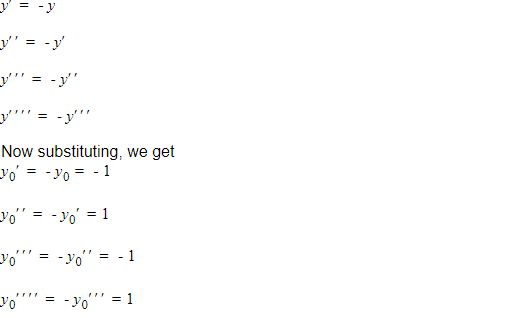 y′ = - y
y′′ = - y′
y′′′ = - y′′
y′′′′ = - y′′′
Now substituting, we get
y₀′ = - y₀ = - 1
y₀′′ = - y₀′ = 1
y₀′′′ = - y₀′′ = - 1
y₀′′′′ = - y₀′′′ = 1